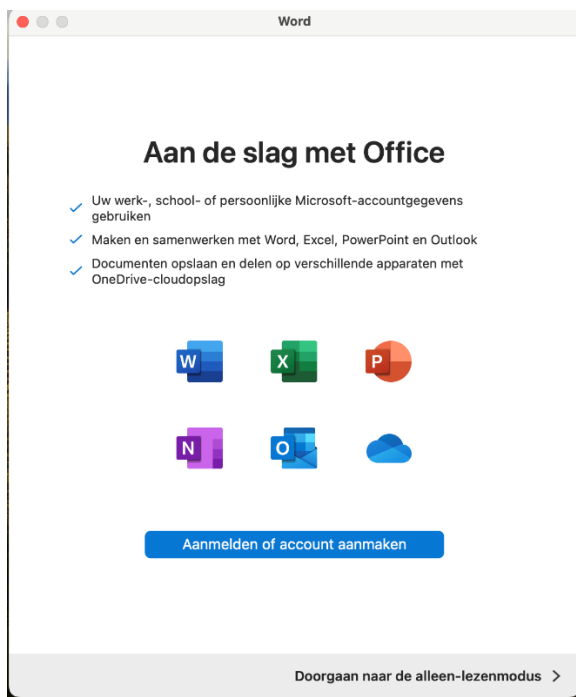 Word
Aan de slag met Office
Uw werk-, school- of persoonlijke Microsoft-accountgegevens
gebruiken
Maken en samenwerken met Word, Excel, PowerPoint en Outlook
Documenten opslaan en delen op verschillende apparaten met
OneDrive-cloudopslag
W X P
N O
Aanmelden of account aanmaken
Doorgaan naar de alleen-lezenmodus >